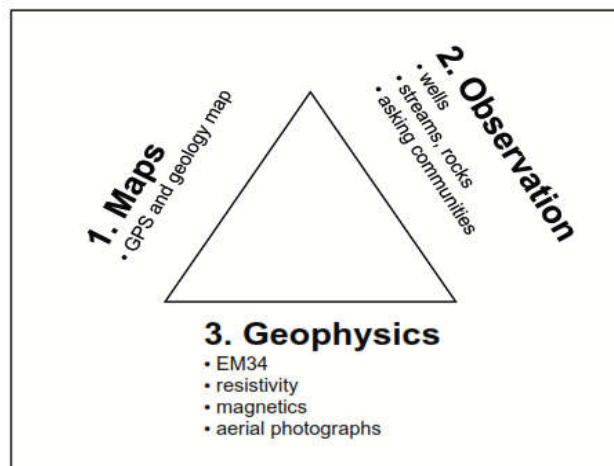 1. Maps
• GPS and geology map
2. Observation
• wells
• streams, rocks
• asking communities
3. Geophysics
• EM34
• resistivity
• magnetics
• aerial photographs